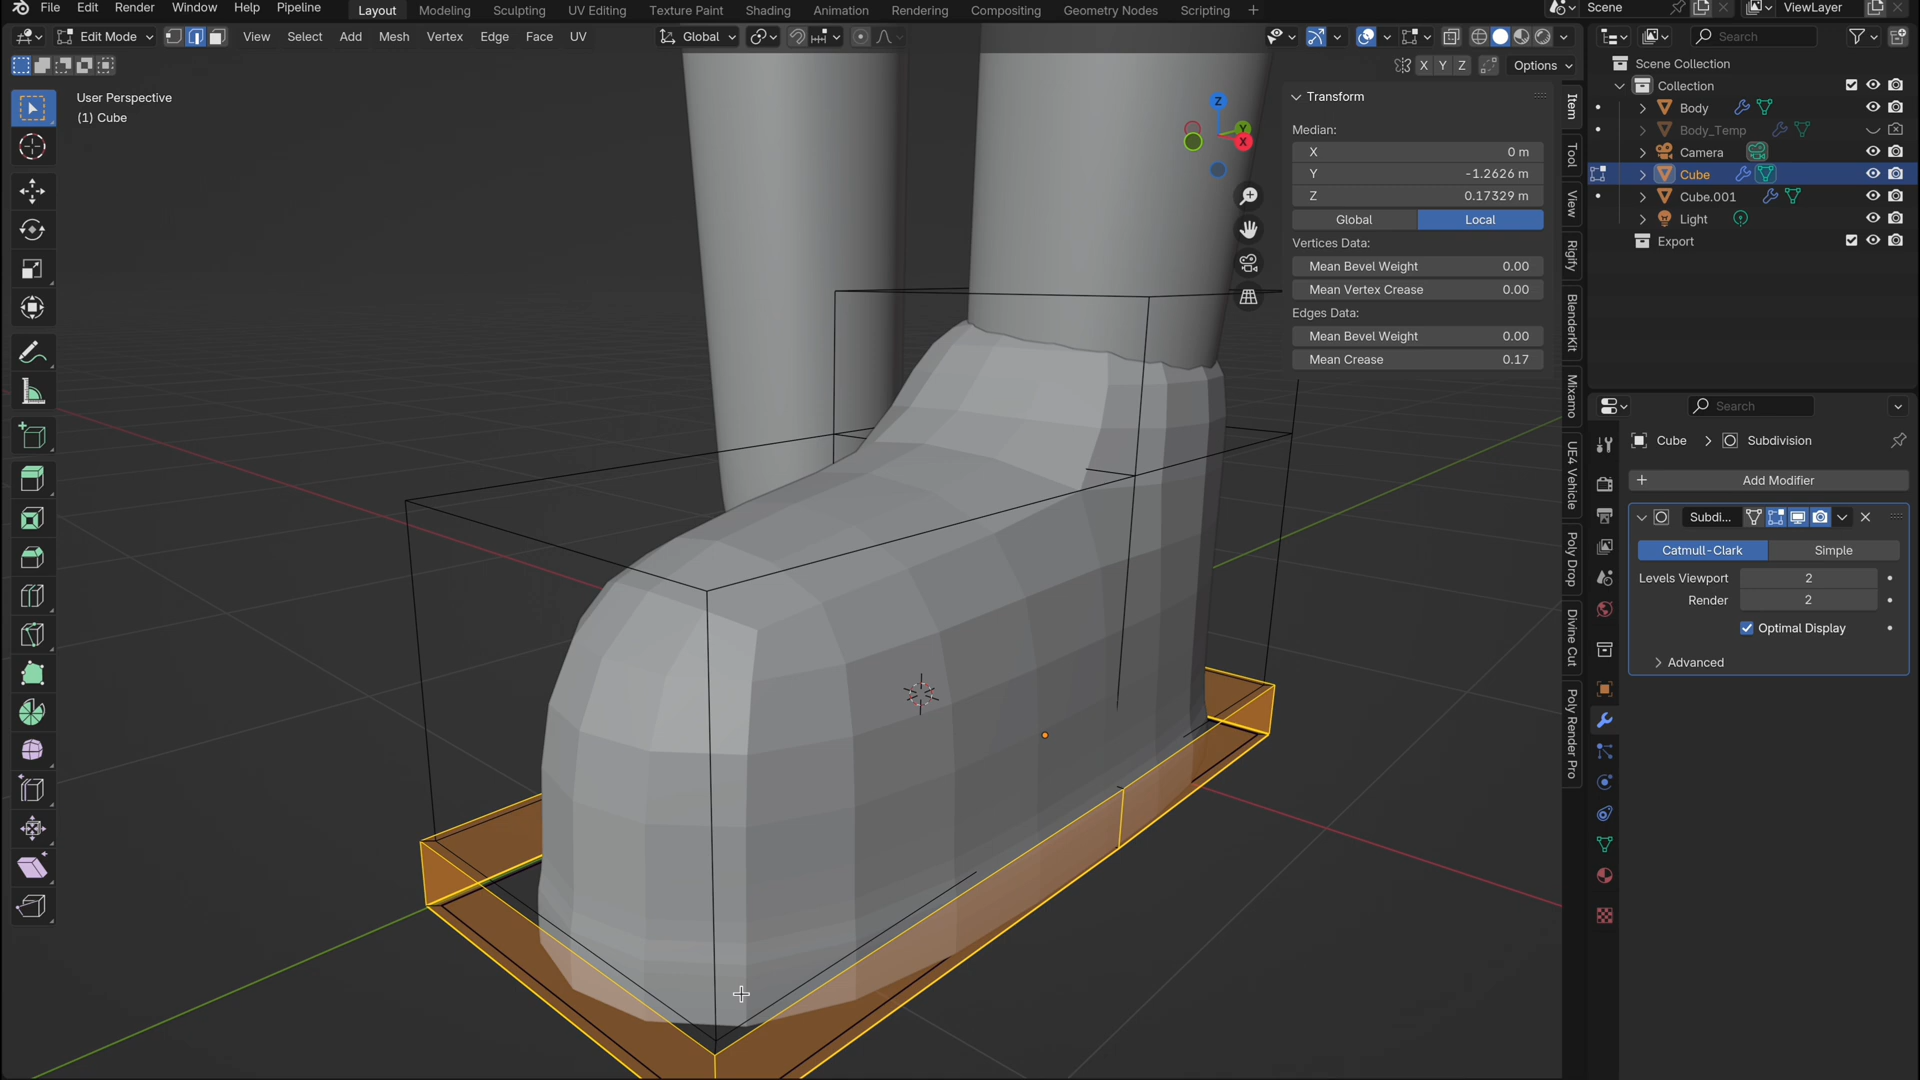 File Edit Render Window Help Pipeline Layout Modeling Sculpting UV Editing Texture Paint Shading Animation Rendering Compositing Geometry Nodes Scripting + Scene ViewLayer
Edit Mode View Select Add Mesh Vertex Edge Face UV Global Search
X Y Z Options
User Perspective
(1) Cube
Z
Y
X
Transform
Median:
X 0 m
Y -1.2626 m
Z 0.17329 m
Global Local
Vertices Data:
Mean Bevel Weight 0.00
Mean Vertex Crease 0.00
Edges Data:
Mean Bevel Weight 0.00
Mean Crease 0.17
Item
Tool
View
Rigify
BlenderKit
Mixamo
UE4 Vehicle
Poly Drop
Divine Cut
Poly Render Pro
Scene Collection
Collection
Body
Body_Temp
Camera
Cube
Cube.001
Light
Export
Search
Cube > Subdivision
+ Add Modifier
Subdi...
Catmull-Clark Simple
Levels Viewport 2
Render 2
Optimal Display
Advanced